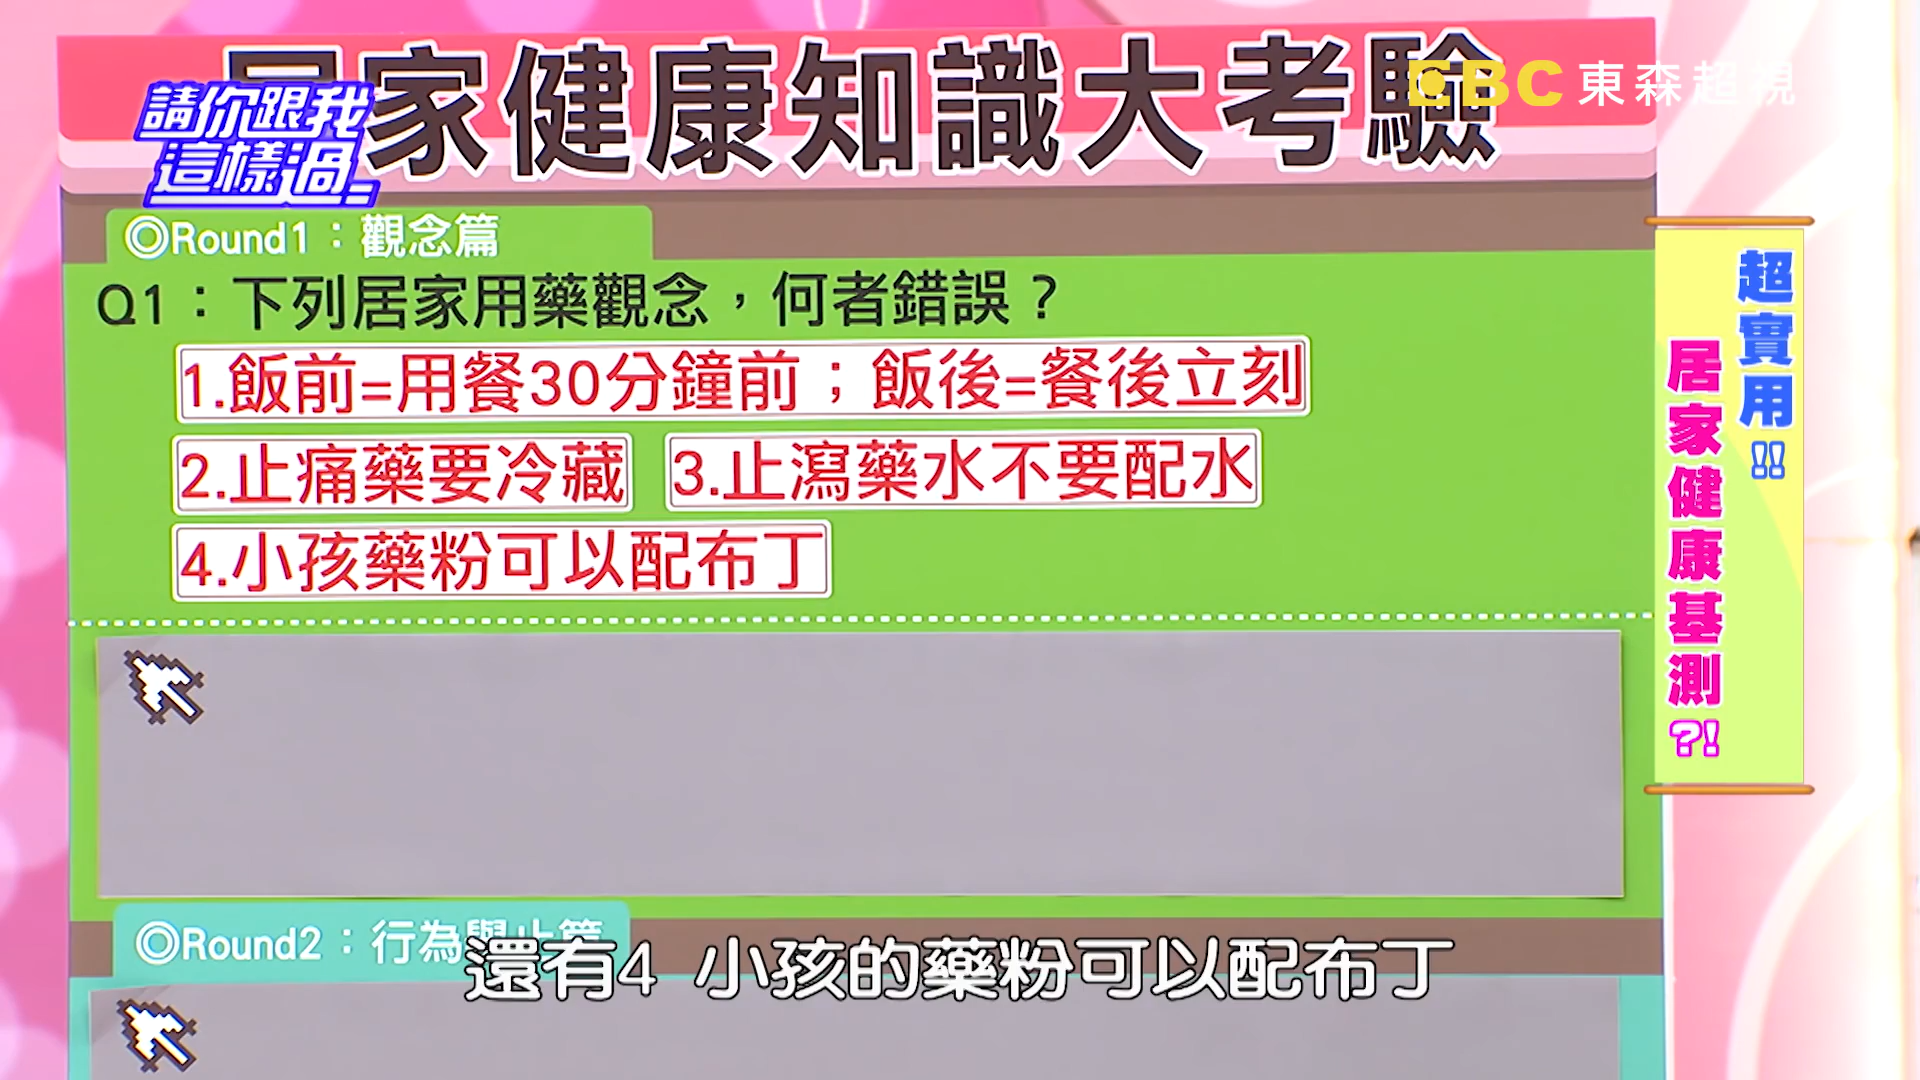 居家健康知識大考驗
請你跟我
這樣過
EBC 東森超視
◎Round1：觀念篇
Q1：下列居家用藥觀念，何者錯誤？
1.飯前=用餐30分鐘前；飯後=餐後立刻
2.止痛藥要冷藏
3.止瀉藥水不要配水
4.小孩藥粉可以配布丁
超實用!!
居家健康基測?!
◎Round2：行為舉止篇
還有4 小孩的藥粉可以配布丁